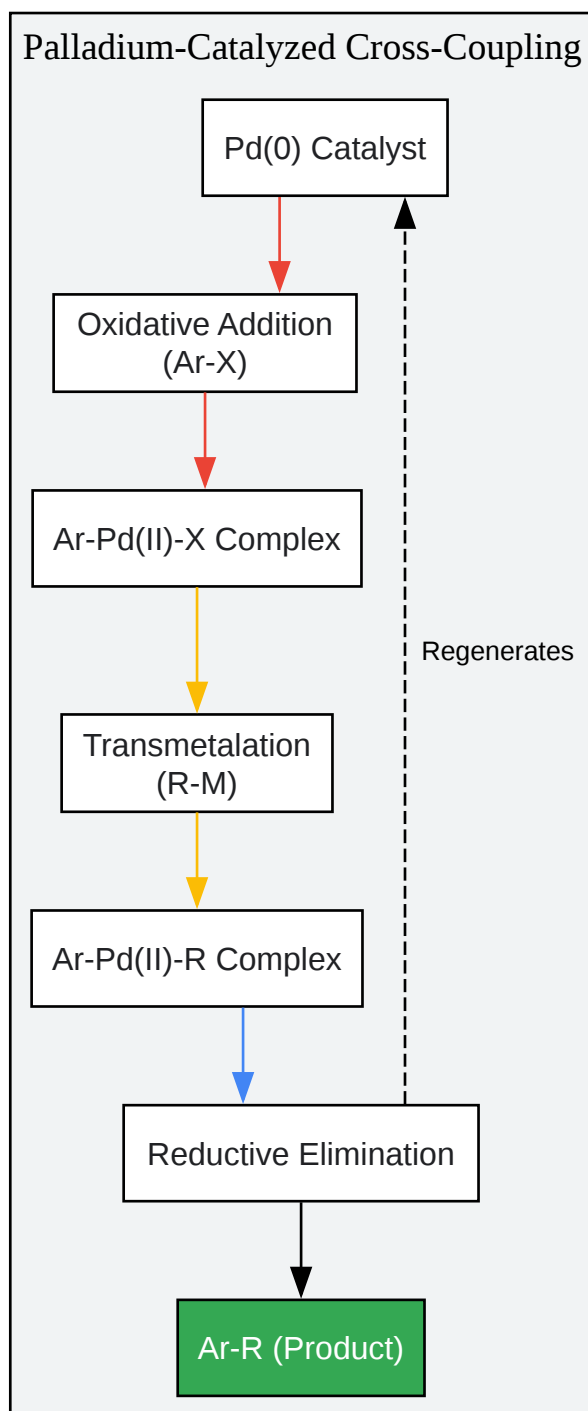 Palladium-Catalyzed Cross-Coupling
Pd(0) Catalyst
Oxidative Addition
(Ar-X)
Ar-Pd(II)-X Complex
Regenerates
Transmetalation
(R-M)
Ar-Pd(II)-R Complex
Reductive Elimination
Ar-R (Product)